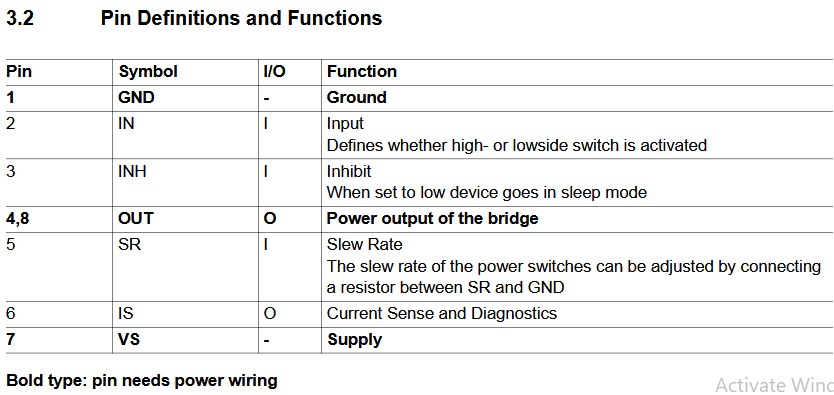 3.2 Pin Definitions and Functions
Pin Symbol I/O Function
1 GND - Ground
2 IN I Input
Defines whether high- or lowside switch is activated
3 INH I Inhibit
When set to low device goes in sleep mode
4,8 OUT O Power output of the bridge
5 SR I Slew Rate
The slew rate of the power switches can be adjusted by connecting
a resistor between SR and GND
6 IS O Current Sense and Diagnostics
7 VS - Supply
Bold type: pin needs power wiring
Activate Wind